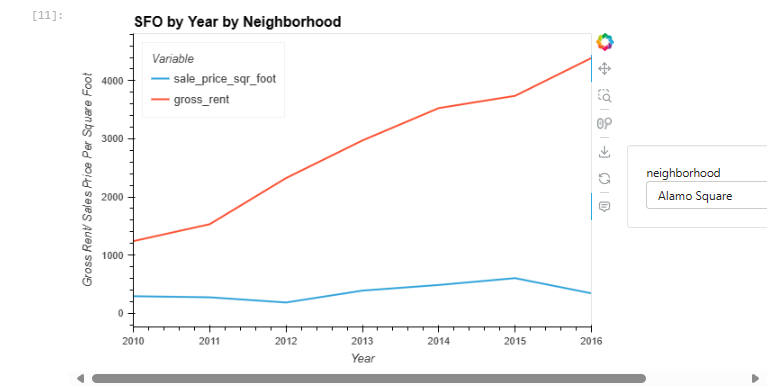 [11]:
SFO by Year by Neighborhood
Variable
sale_price_sqr_foot
gross_rent
Gross Rent/ Sales Price Per Square Foot
4000
3000
2000
1000
0
2010 2011 2012 2013 2014 2015 2016
Year
neighborhood
Alamo Square